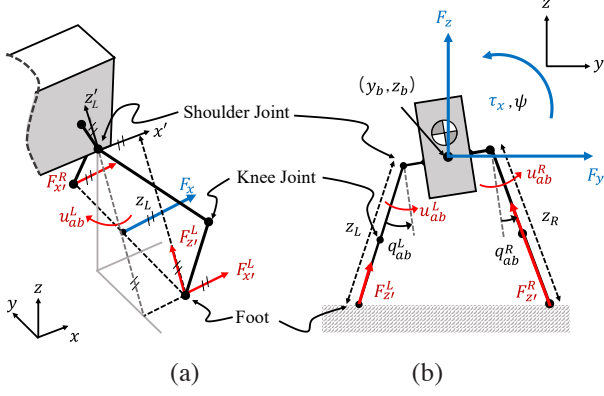 z
F_z
z'_L
x'
(y_b, z_b)
τ_x, ψ
y
Shoulder Joint
F_y
F^R_{x'}
F_x
Knee Joint
u^R_{ab}
u^L_{ab}
z_L
u^L_{ab}
z_L
z_R
F^L_{z'}
q^L_{ab}
q^R_{ab}
F^L_{x'}
F^L_{z'}
F^R_{z'}
z
y
x
Foot
(a)
(b)